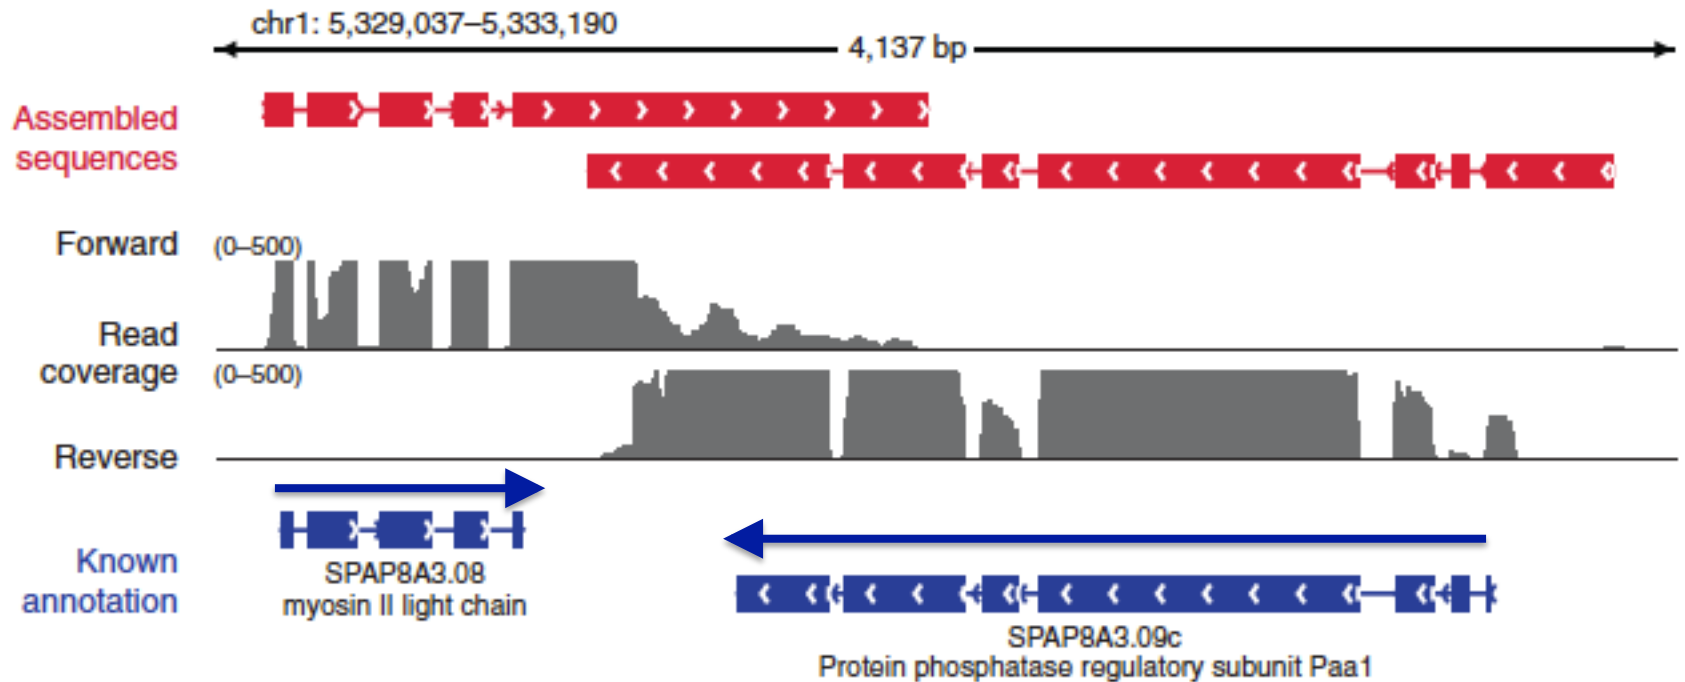 chr1: 5,329,037–5,333,190
4,137 bp
Assembled
sequences
Forward
(0–500)
Read
coverage
(0–500)
Reverse
Known
annotation
SPAP8A3.08
myosin II light chain
SPAP8A3.09c
Protein phosphatase regulatory subunit Paa1